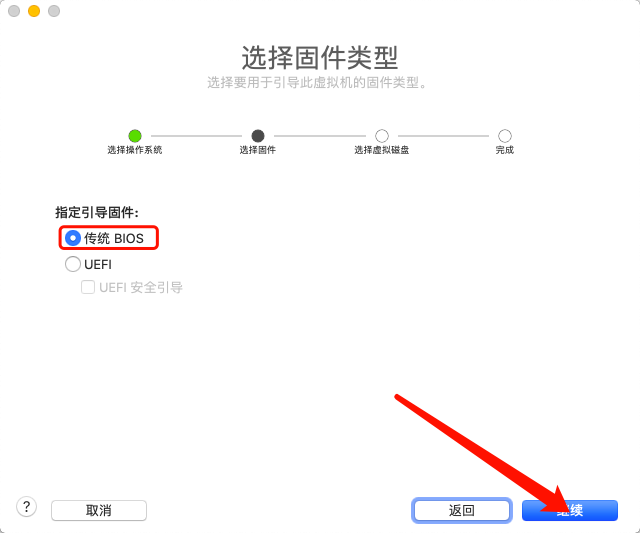 选择固件类型
选择要用于引导此虚拟机的固件类型。
选择操作系统
选择固件
选择虚拟磁盘
完成
指定引导固件:
传统 BIOS
UEFI
UEFI 安全引导
?
取消
返回
继续